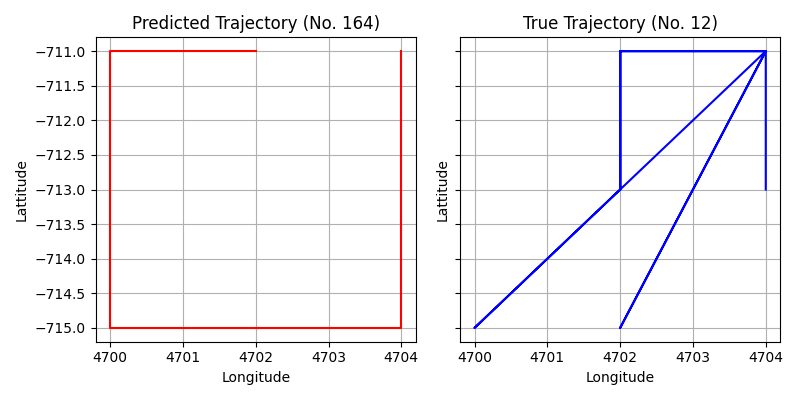 Predicted Trajectory (No. 164)
True Trajectory (No. 12)
−711.0
−711.5
−712.0
−712.5
−713.0
−713.5
−714.0
−714.5
−715.0
Lattitude
Lattitude
4700 4701 4702 4703 4704
4700 4701 4702 4703 4704
Longitude
Longitude